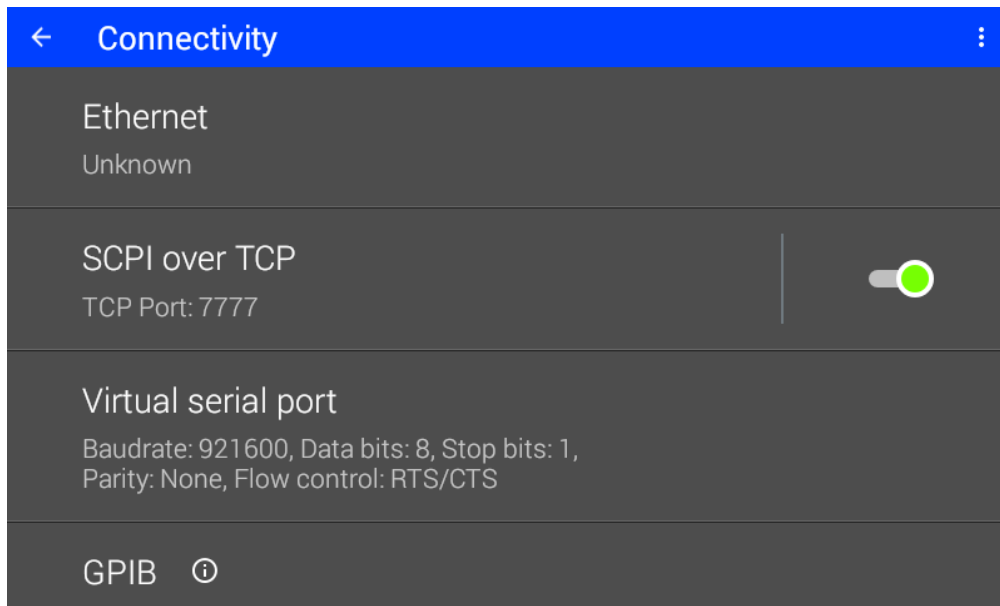 Connectivity
Ethernet
Unknown
SCPI over TCP
TCP Port: 7777
Virtual serial port
Baudrate: 921600, Data bits: 8, Stop bits: 1,
Parity: None, Flow control: RTS/CTS
GPIB